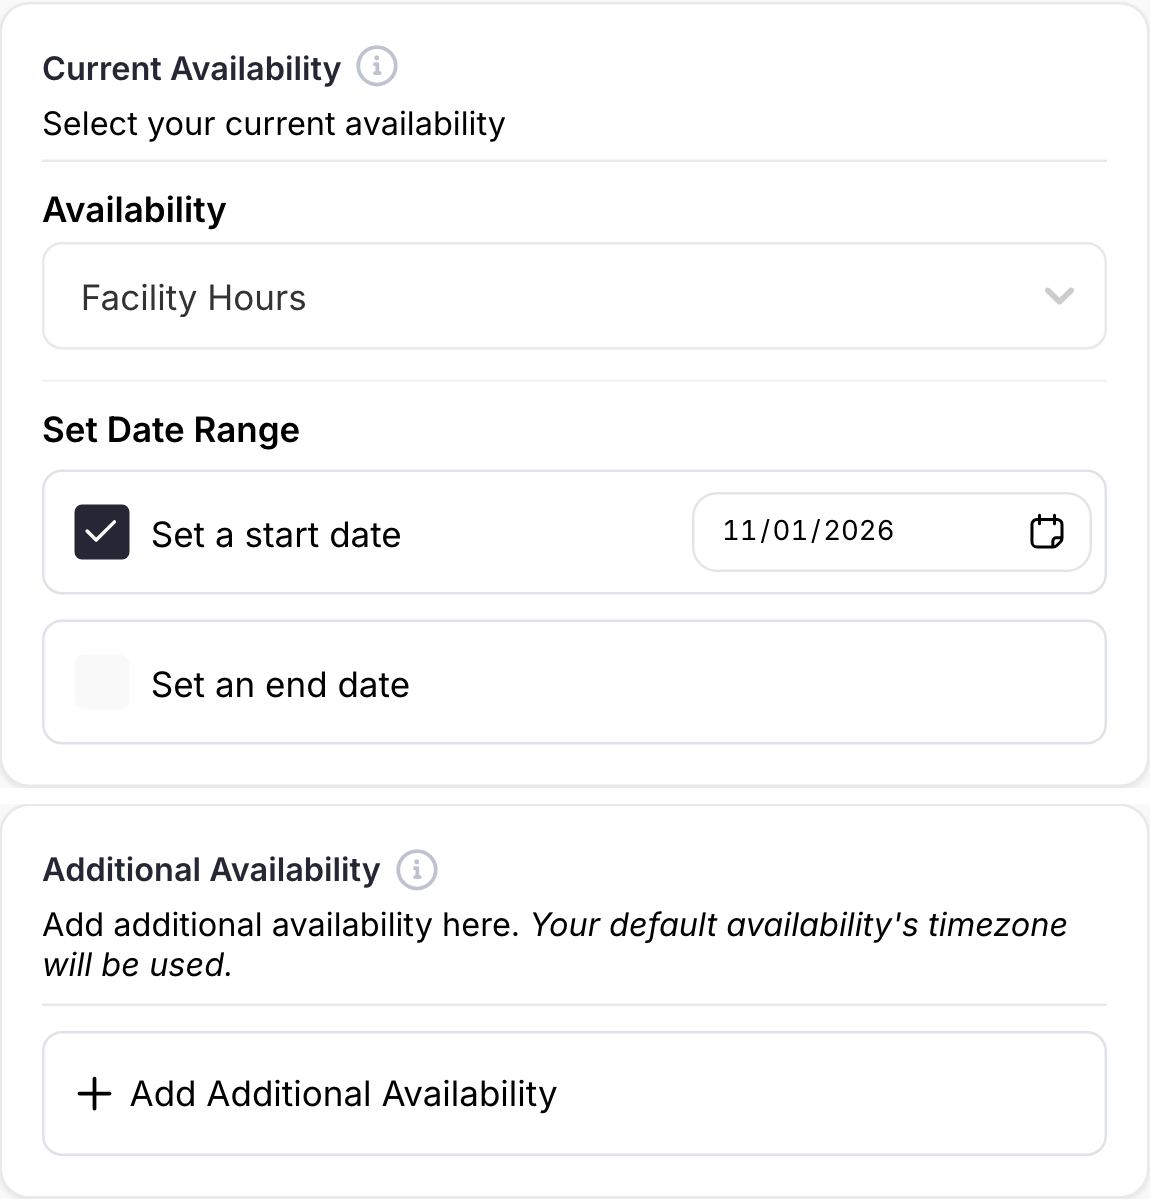 Current Availability
Select your current availability
Availability
Facility Hours
Set Date Range
Set a start date
11/01/2026
Set an end date
Additional Availability
Add additional availability here. Your default availability's timezone
will be used.
Add Additional Availability